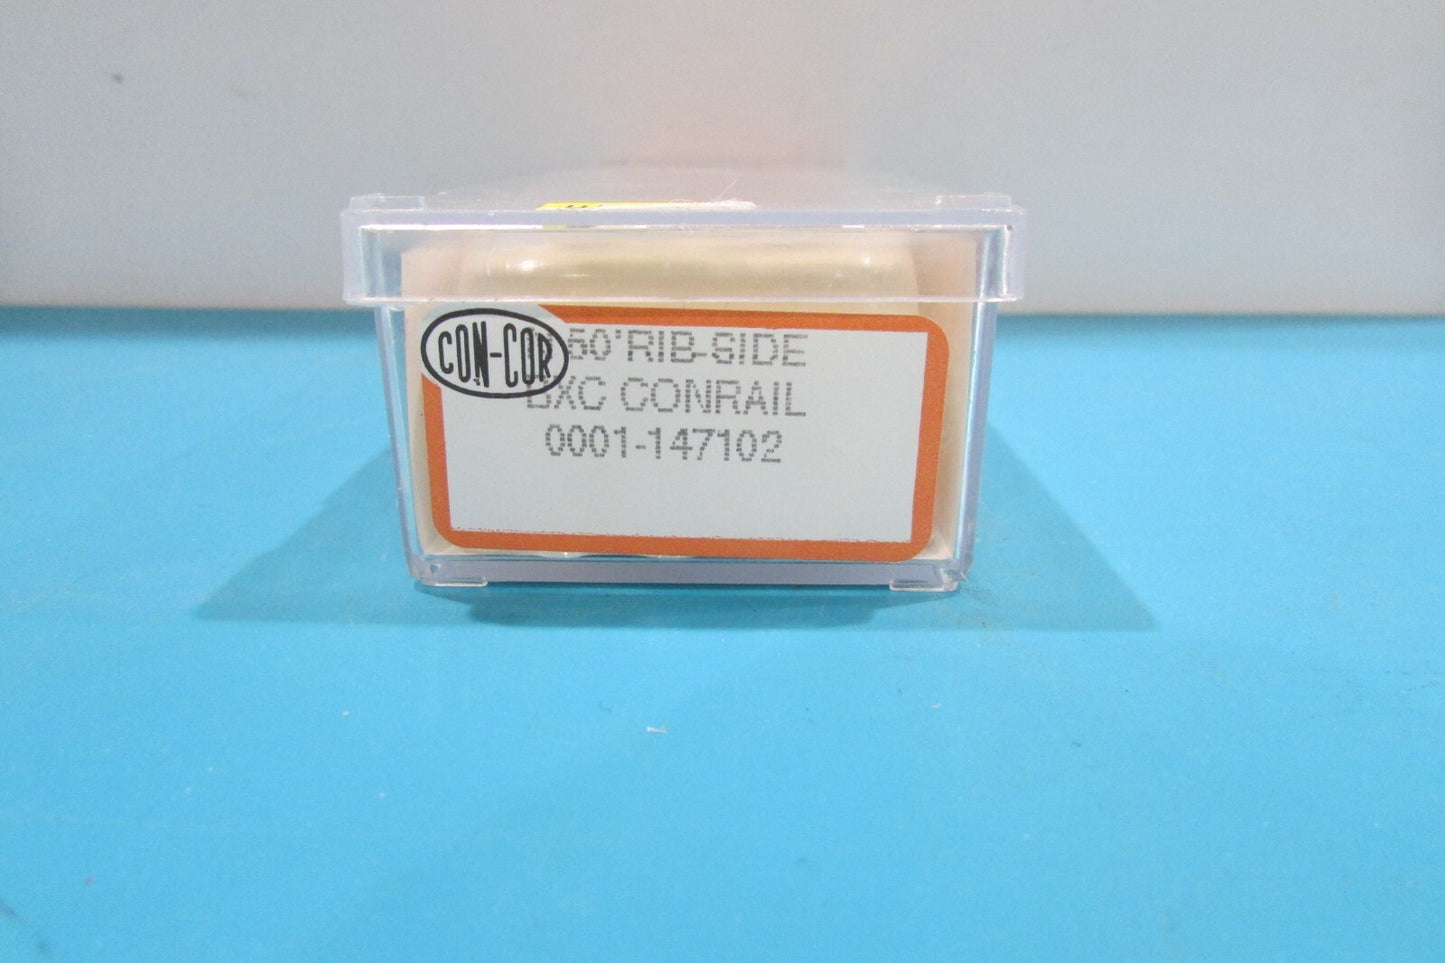 CON-COR
50' RIB-SIDE
BXC CONRAIL
0001-147102